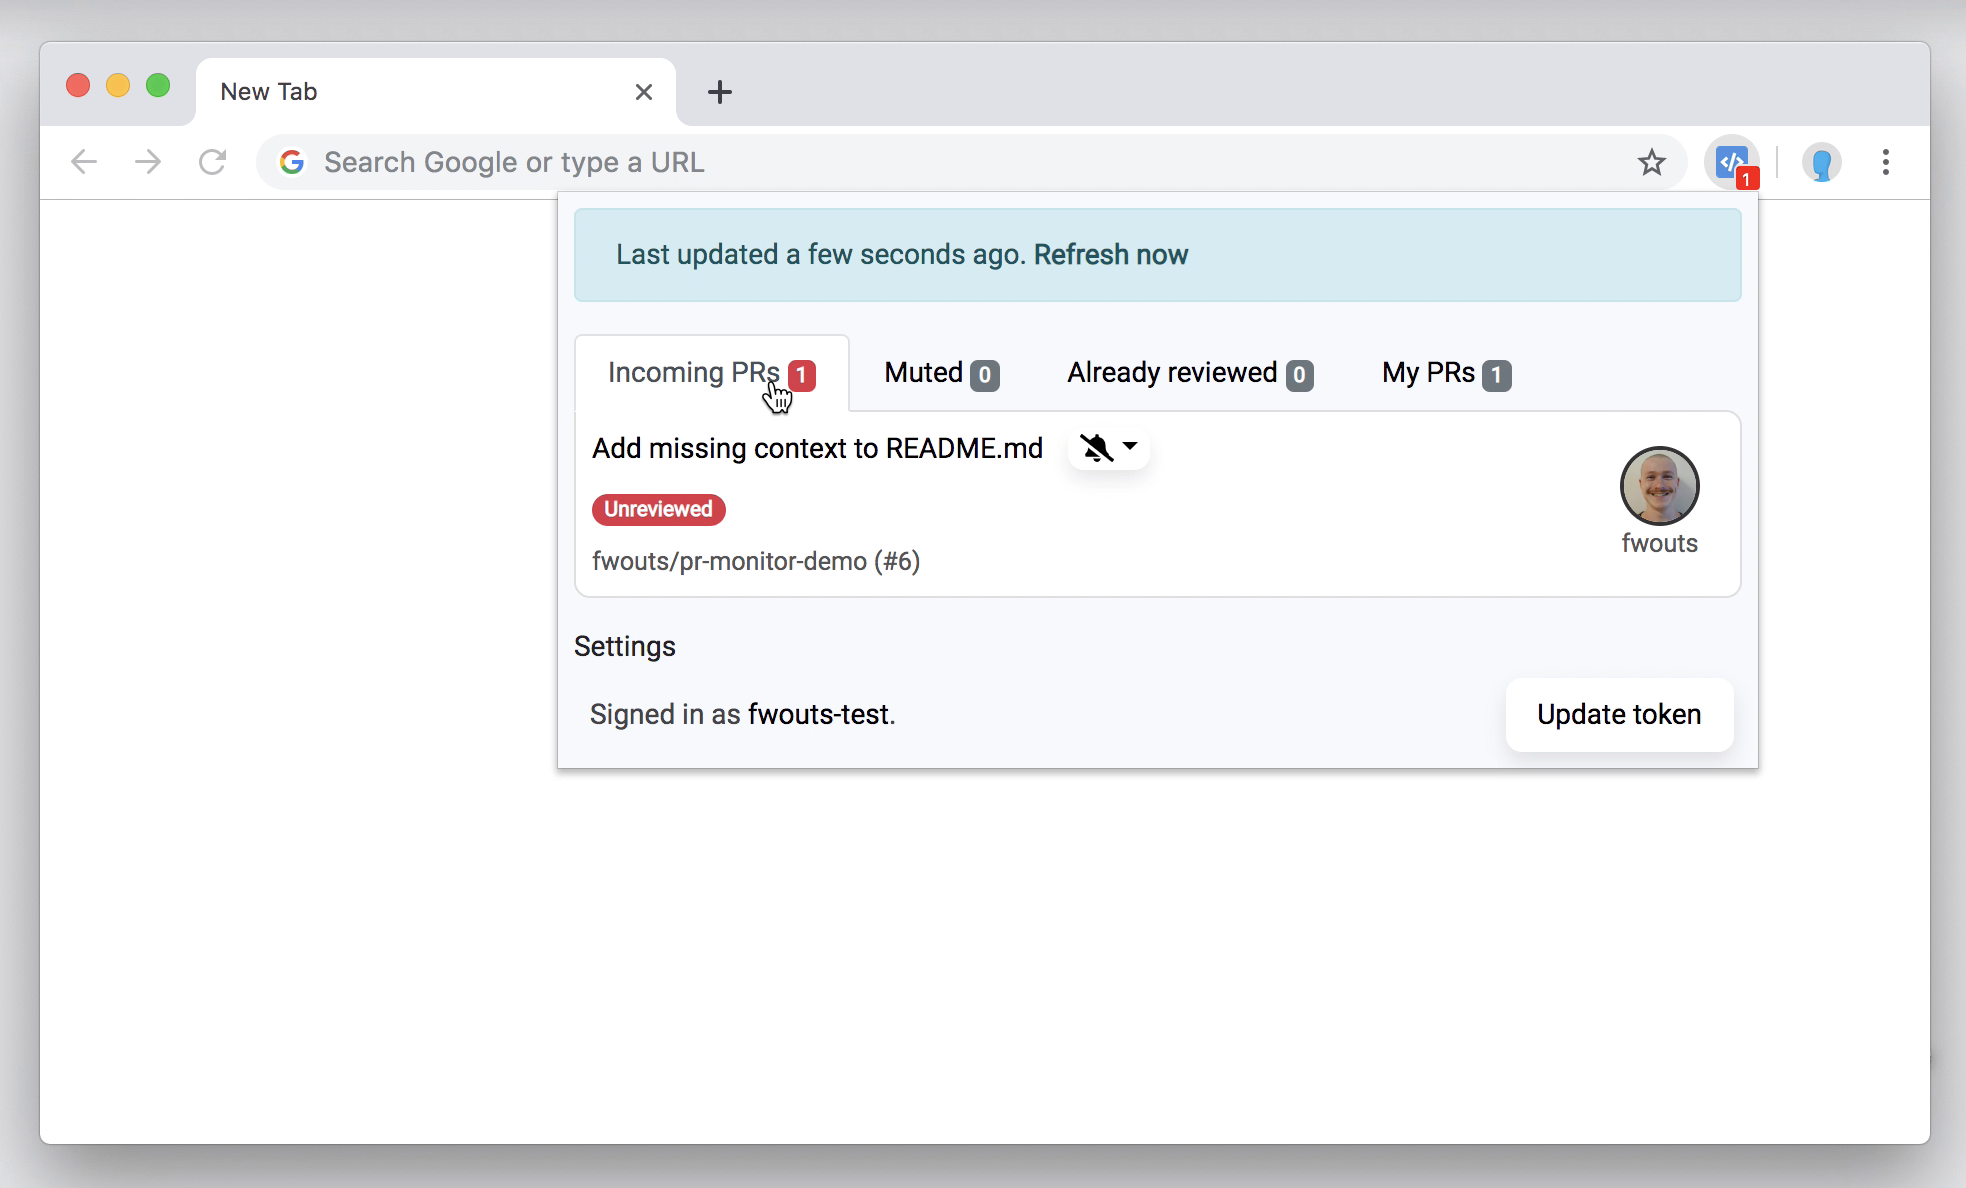 New Tab
Search Google or type a URL
1
Last updated a few seconds ago. Refresh now
Incoming PRs 1 Muted 0 Already reviewed 0 My PRs 1
Add missing context to README.md
Unreviewed
fwouts/pr-monitor-demo (#6)
fwouts
Settings
Signed in as fwouts-test.
Update token